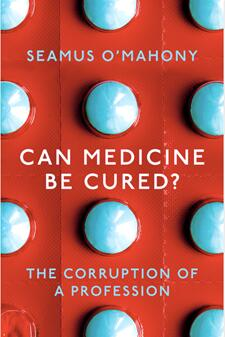 SEAMUS O'MAHONY
CAN MEDICINE
BE CURED?
THE CORRUPTION OF
A PROFESSION